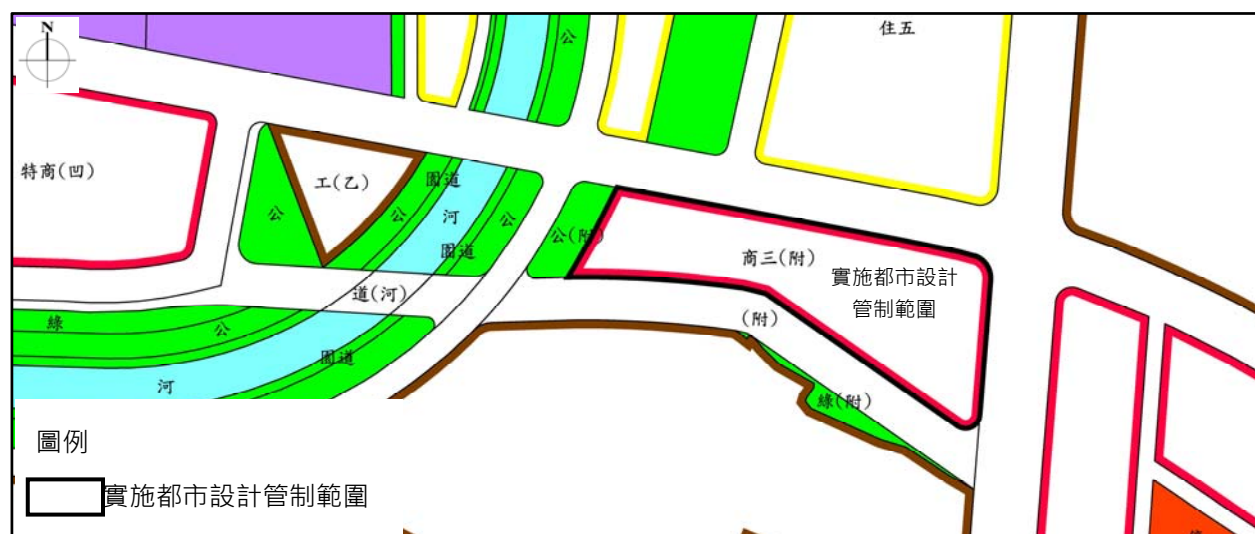 N
公
住五
特商(凹)
工(乙)
園道
公
公
河
公
園道
公(附)
商三(附)
實施都市設計
管制範圍
道(河)
(附)
綠
公
園道
河
綠(附)
圖例
實施都市設計管制範圍